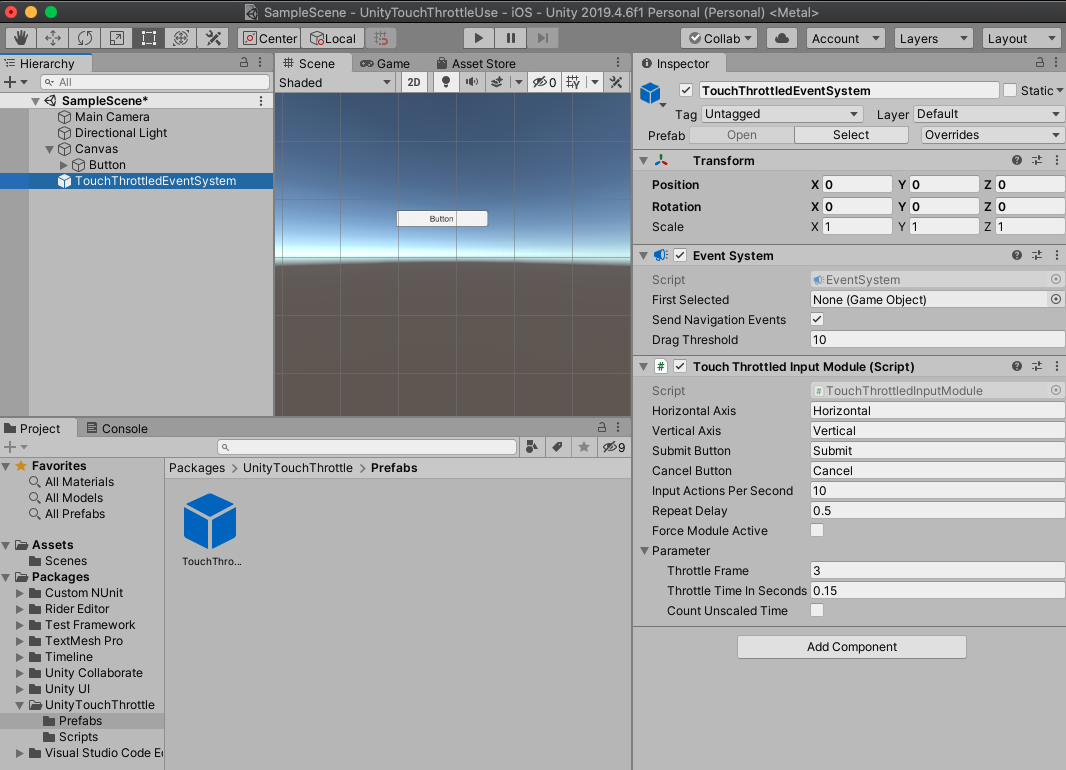 SampleScene - UnityTouchThrottleUse - iOS - Unity 2019.4.6f1 Personal (Personal) <Metal>
Center Local Collab Account Layers Layout
Hierarchy
All
SampleScene*
Main Camera
Directional Light
Canvas
Button
TouchThrottledEventSystem
Scene Game Asset Store
Shaded 2D 0
Button
Inspector
TouchThrottledEventSystem Static
Tag Untagged Layer Default
Prefab Open Select Overrides
Transform
Position X 0 Y 0 Z 0
Rotation X 0 Y 0 Z 0
Scale X 1 Y 1 Z 1
Event System
Script EventSystem
First Selected None (Game Object)
Send Navigation Events
Drag Threshold 10
# Touch Throttled Input Module (Script)
Script # TouchThrottledInputModule
Horizontal Axis Horizontal
Vertical Axis Vertical
Submit Button Submit
Cancel Button Cancel
Input Actions Per Second 10
Repeat Delay 0.5
Force Module Active
Parameter
Throttle Frame 3
Throttle Time In Seconds 0.15
Count Unscaled Time
Add Component
Project Console
9
Favorites
All Materials
All Models
All Prefabs
Assets
Scenes
Packages
Custom NUnit
Rider Editor
Test Framework
TextMesh Pro
Timeline
Unity Collaborate
Unity UI
UnityTouchThrottle
Prefabs
Scripts
Visual Studio Code E
Packages > UnityTouchThrottle > Prefabs
TouchThro...